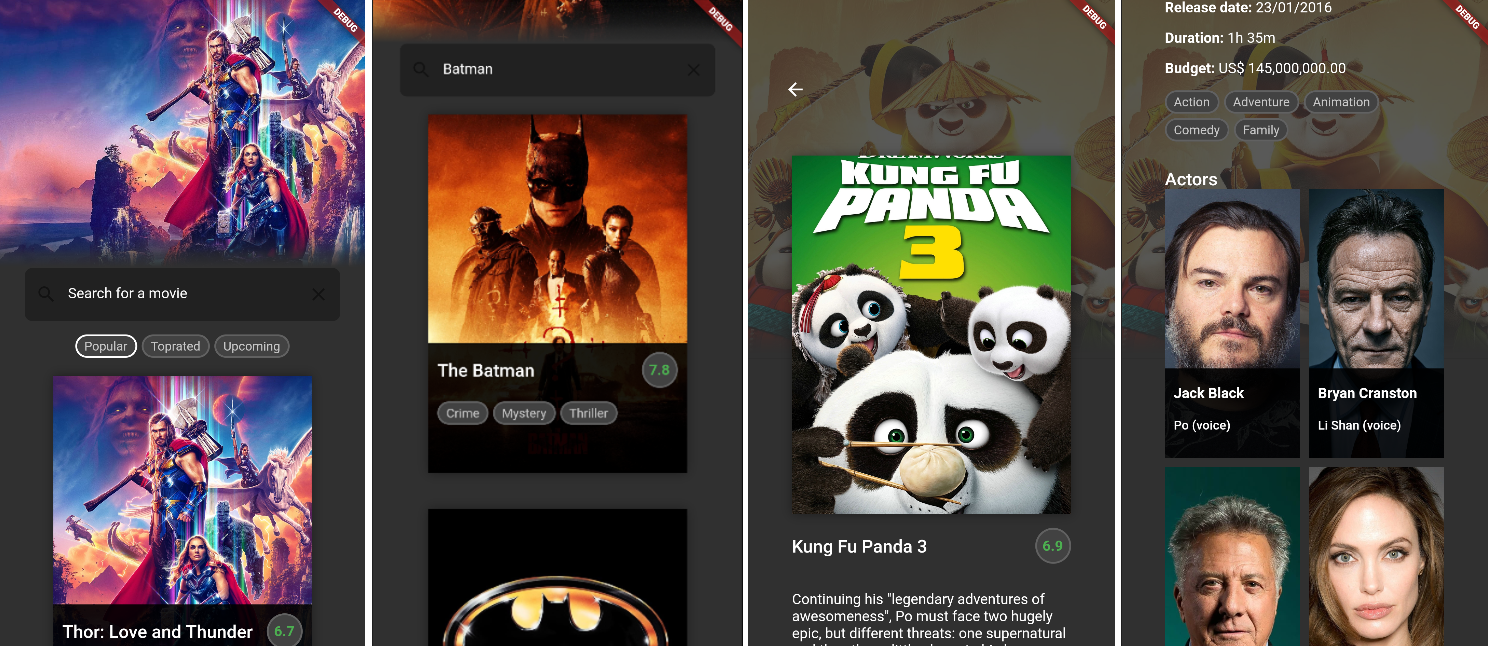 DEBUG
Search for a movie
Popular
Toprated
Upcoming
Thor: Love and Thunder
6.7
DEBUG
Batman
The Batman
7.8
Crime
Mystery
Thriller
DEBUG
KUNG FU
PANDA
3
Kung Fu Panda 3
6.9
Continuing his "legendary adventures of
awesomeness", Po must face two hugely
epic, but different threats: one supernatural
DEBUG
Release date: 23/01/2016
Duration: 1h 35m
Budget: US$ 145,000,000.00
Action
Adventure
Animation
Comedy
Family
Actors
Jack Black
Po (voice)
Bryan Cranston
Li Shan (voice)